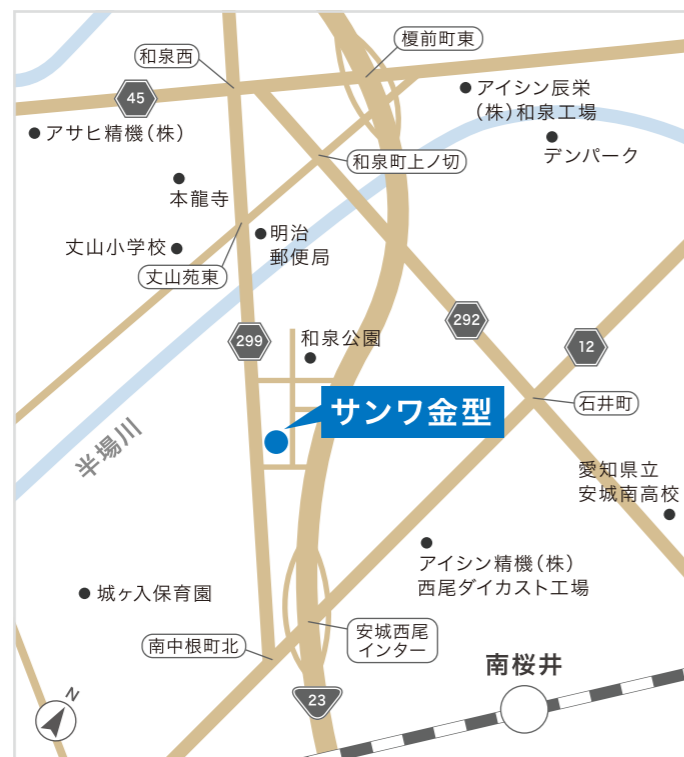 榎前町東
和泉西
45
アイシン辰栄
(株)和泉工場
アサヒ精機(株)
デンパーク
和泉町上ノ切
本龍寺
明治
郵便局
丈山小学校
丈山苑東
292
299
和泉公園
12
サンワ金型
石井町
半場川
愛知県立
安城南高校
アイシン精機(株)
西尾ダイカスト工場
城ヶ入保育園
安城西尾
インター
南中根町北
南桜井
23
N